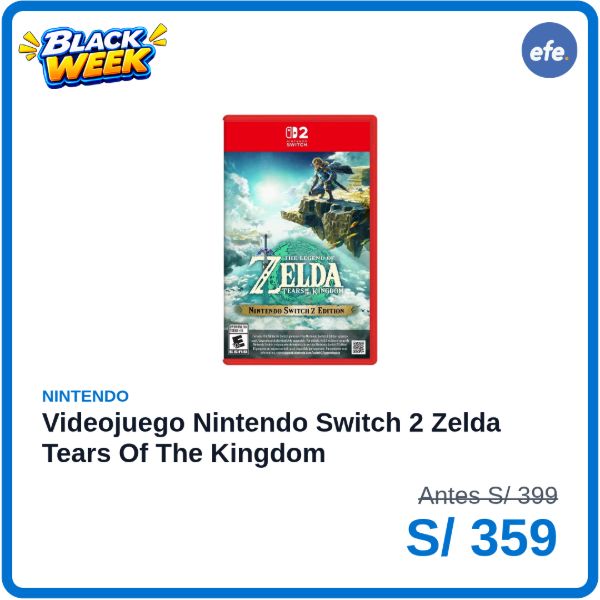 BLACK
WEEK
efe.
2
NINTENDO
SWITCH
THE LEGEND OF
ZELDA
TEARS OF THE KINGDOM
NINTENDO SWITCH 2 EDITION
E
NINTENDO
Videojuego Nintendo Switch 2 Zelda
Tears Of The Kingdom
Antes S/ 399
S/ 359